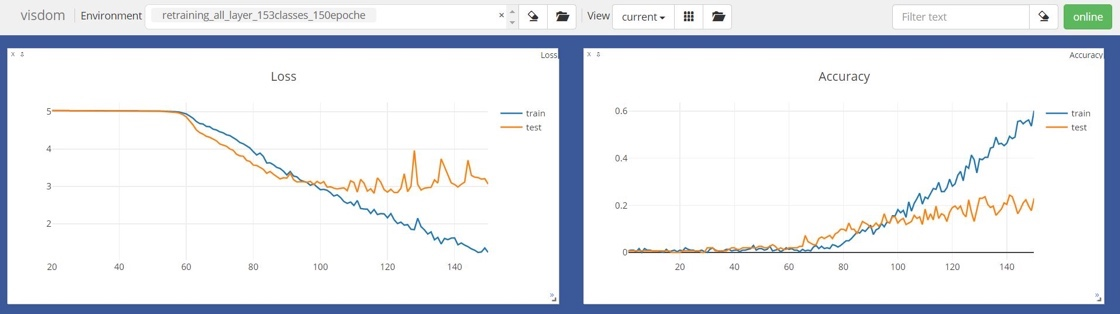 visdom Environment retraining_all_layer_153classes_150epoche × View current Filter text online
x Loss
Loss
5
4
3
2
20 40 60 80 100 120 140
train
test
x Accuracy
Accuracy
0.6
0.4
0.2
0
20 40 60 80 100 120 140
train
test